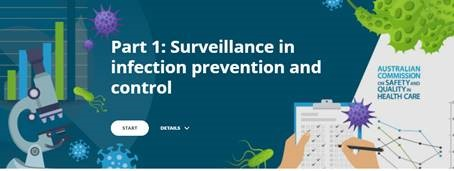 Part 1: Surveillance in
infection prevention and
control
START
DETAILS
AUSTRALIAN
COMMISSION
ON SAFETY AND
QUALITY IN
HEALTH CARE